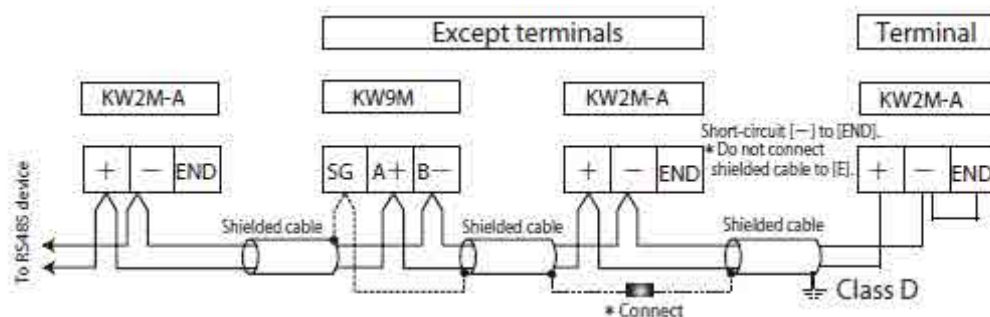 Except terminals
Terminal
KW2M-A
KW9M
KW2M-A
KW2M-A
Short-circuit [−] to [END].
* Do not connect
shielded cable to [E].
+ − END
SG A+ B−
+ − END
+ − END
To RS485 device
Shielded cable
Shielded cable
Shielded cable
Class D
* Connect